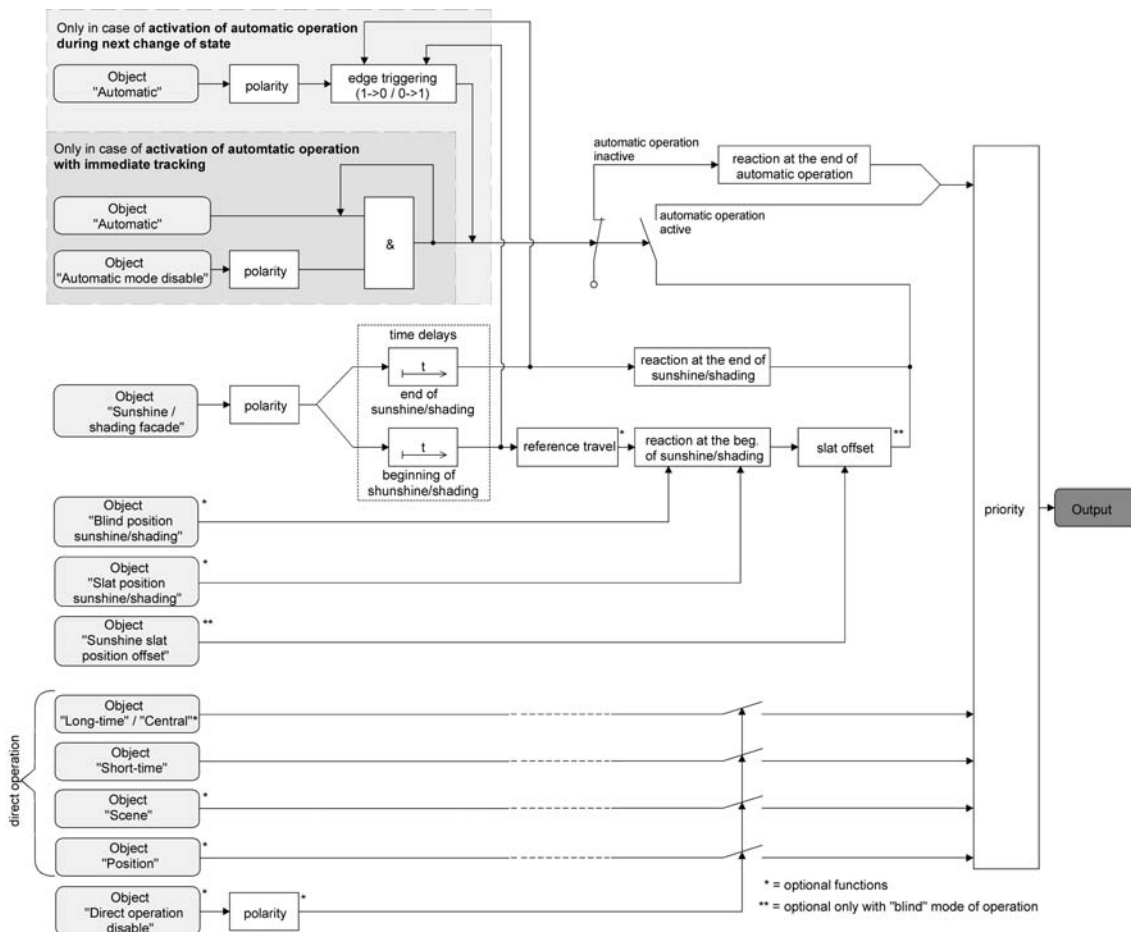 Only in case of activation of automatic operation
during next change of state
Object
"Automatic"
polarity
edge triggering
(1->0 / 0->1)
Only in case of activation of automtatic operation
with immediate tracking
Object
"Automatic"
&
Object
"Automatic mode disable"
polarity
automatic operation
inactive
reaction at the end of
automatic operation
automatic operation
active
time delays
t
end of
sunshine/shading
reaction at the end of
sunshine/shading
Object
"Sunshine /
shading facade"
polarity
t
beginning of
shunshine/shading
reference travel
*
reaction at the beg.
of sunshine/shading
slat offset
**
Object
"Blind position
sunshine/shading"
*
Object
"Slat position
sunshine/shading"
*
Object
"Sunshine slat
position offset"
**
priority
Output
direct operation
Object
"Long-time" / "Central"*
Object
"Short-time"
Object
"Scene"
*
Object
"Position"
*
Object
"Direct operation
disable"
*
polarity
*
* = optional functions
** = optional only with "blind" mode of operation